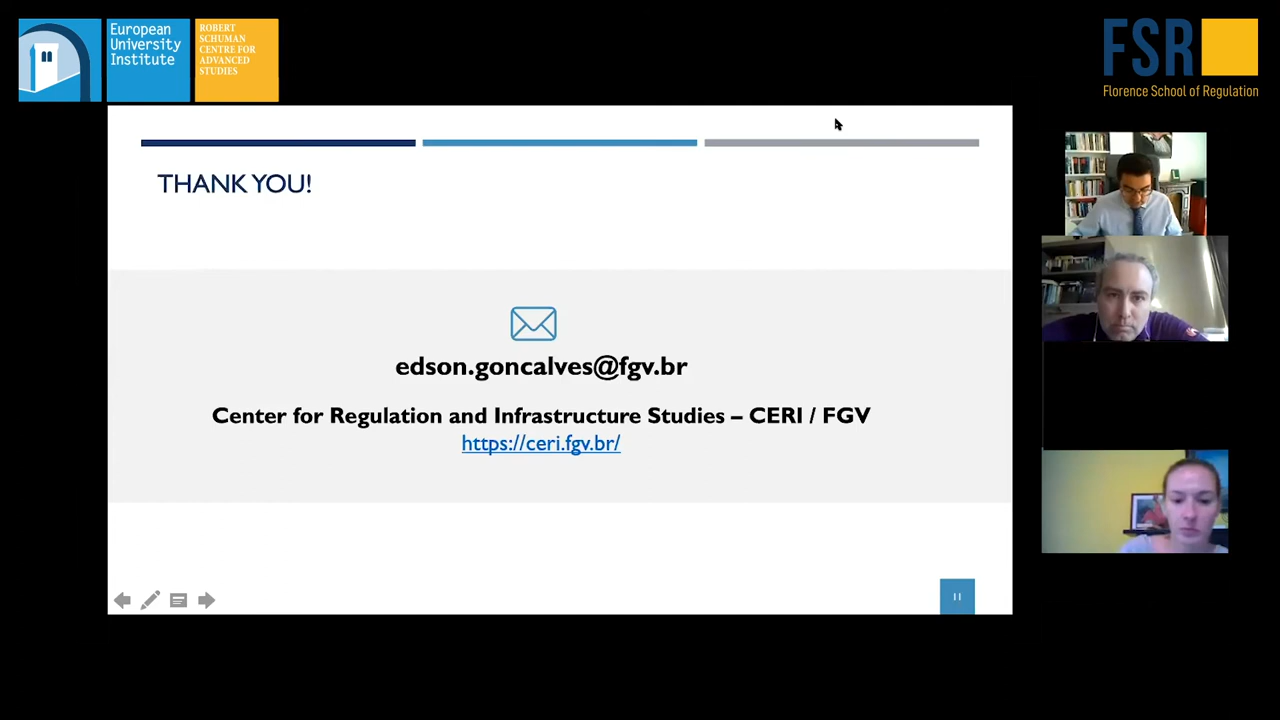 European
University
Institute
ROBERT
SCHUMAN
CENTRE FOR
ADVANCED
STUDIES
FSR
Florence School of Regulation
THANK YOU!
edson.goncalves@fgv.br
Center for Regulation and Infrastructure Studies – CERI / FGV
https://ceri.fgv.br/
11